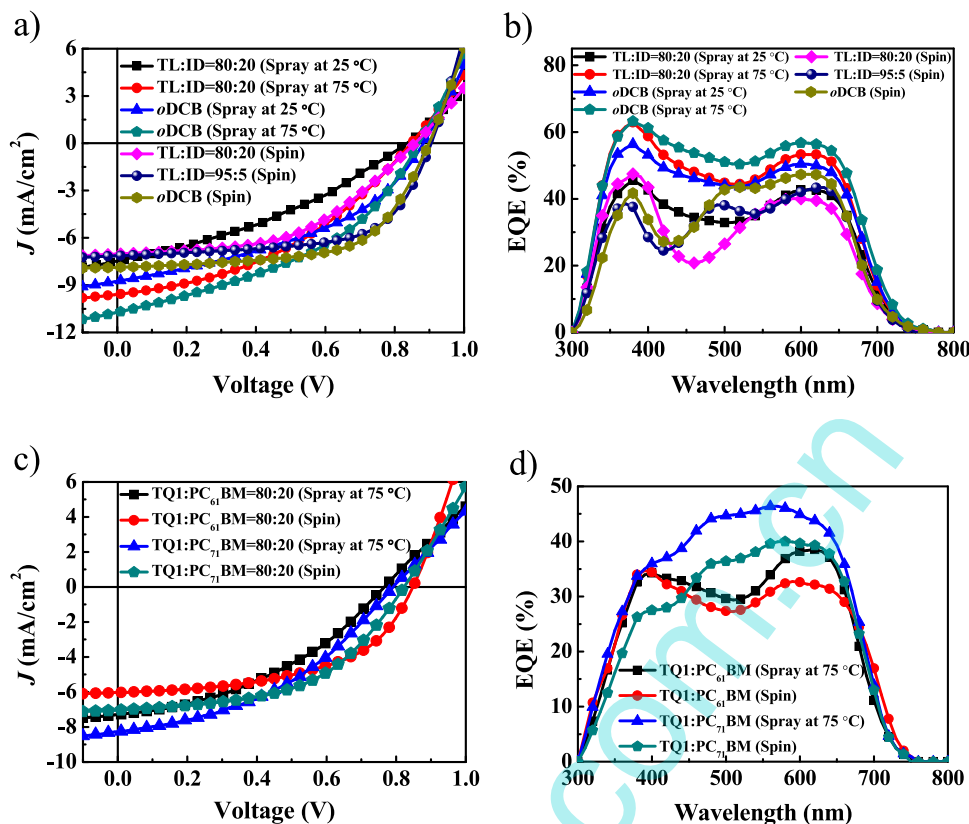 a)
6
3
0
-3
-6
-9
-12
J (mA/cm²)
TL:ID=80:20 (Spray at 25 °C)
TL:ID=80:20 (Spray at 75 °C)
oDCB (Spray at 25 °C)
oDCB (Spray at 75 °C)
TL:ID=80:20 (Spin)
TL:ID=95:5 (Spin)
oDCB (Spin)
0.0 0.2 0.4 0.6 0.8 1.0
Voltage (V)
b)
80
60
40
20
0
EQE (%)
TL:ID=80:20 (Spray at 25 °C) TL:ID=80:20 (Spin)
TL:ID=80:20 (Spray at 75 °C) TL:ID=95:5 (Spin)
oDCB (Spray at 25 °C) oDCB (Spin)
oDCB (Spray at 75 °C)
300 400 500 600 700 800
Wavelength (nm)
c)
6
4
2
0
-2
-4
-6
-8
-10
J (mA/cm²)
TQ1:PC₆₁BM=80:20 (Spray at 75 °C)
TQ1:PC₆₁BM=80:20 (Spin)
TQ1:PC₇₁BM=80:20 (Spray at 75 °C)
TQ1:PC₇₁BM=80:20 (Spin)
0.0 0.2 0.4 0.6 0.8 1.0
Voltage (V)
d)
50
40
30
20
10
0
EQE (%)
TQ1:PC₆₁BM (Spray at 75 °C)
TQ1:PC₆₁BM (Spin)
TQ1:PC₇₁BM (Spray at 75 °C)
TQ1:PC₇₁BM (Spin)
300 400 500 600 700 800
Wavelength (nm)
com.cn